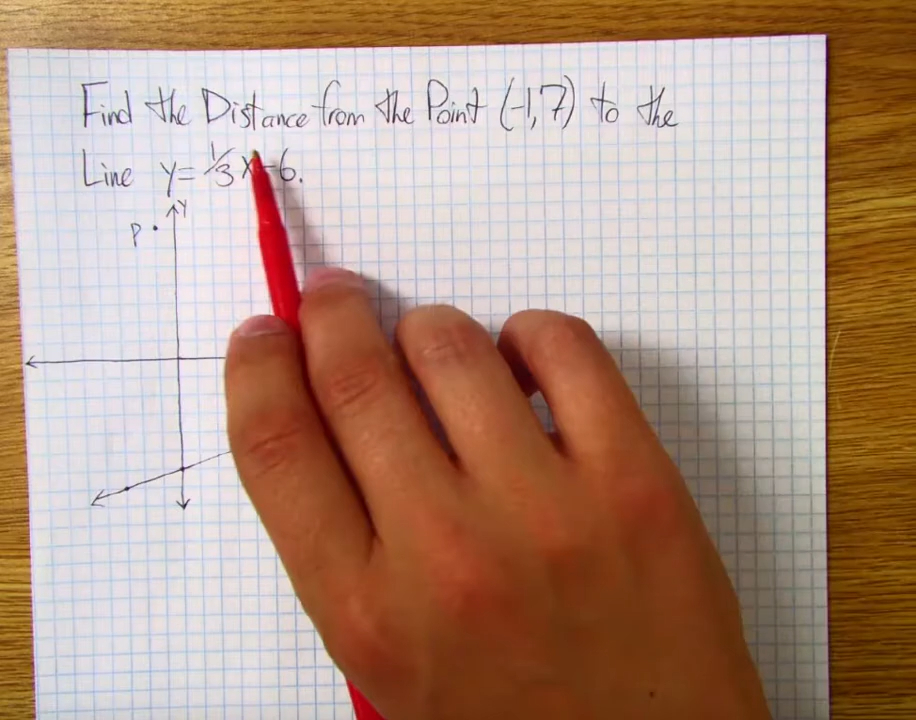 Find the Distance from the Point (-1,7) to the
Line y = 1/3 x - 6.
y
P